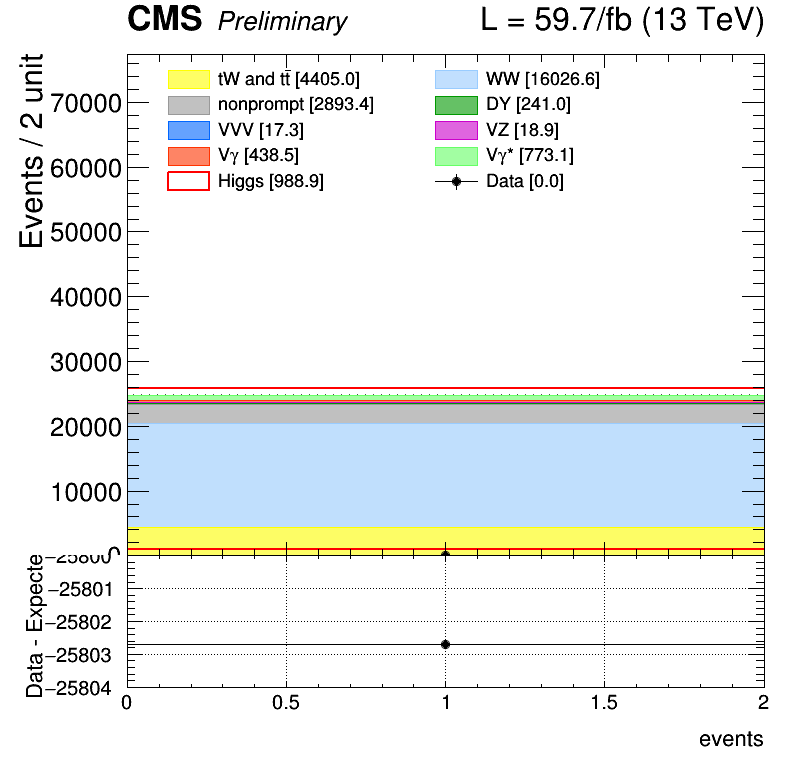 CMS Preliminary L = 59.7/fb (13 TeV)
Events / 2 unit
tW and tt̄ [4405.0] WW [16026.6]
nonprompt [2893.4] DY [241.0]
VVV [17.3] VZ [18.9]
Vγ [438.5] Vγ* [773.1]
Higgs [988.9] Data [0.0]
70000
60000
50000
40000
30000
20000
10000
0
Data - Expecte
−25800
−25801
−25802
−25803
−25804
0 0.5 1 1.5 2
events